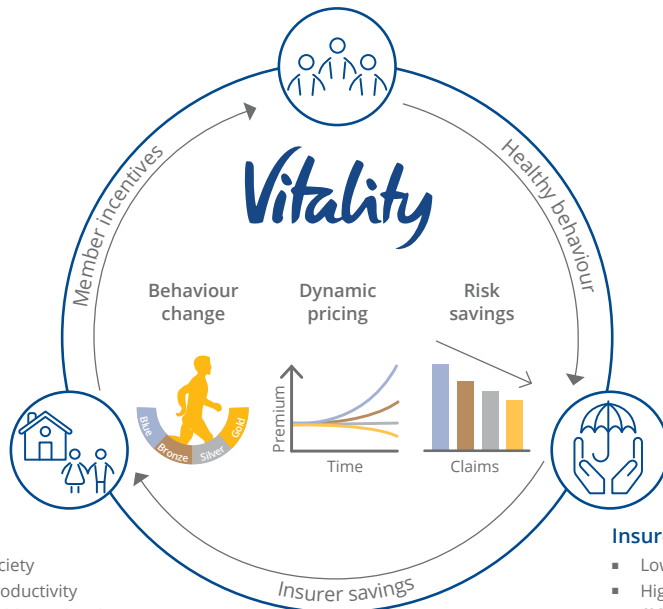 Member incentives
Healthy behaviour
Vitality
Behaviour
change
Dynamic
pricing
Risk
savings
Blue
Bronze
Silver
Gold
Premium
Time
Claims
Insurer savings
ciety
oductivity
Insur
▪ Low
▪ Hig